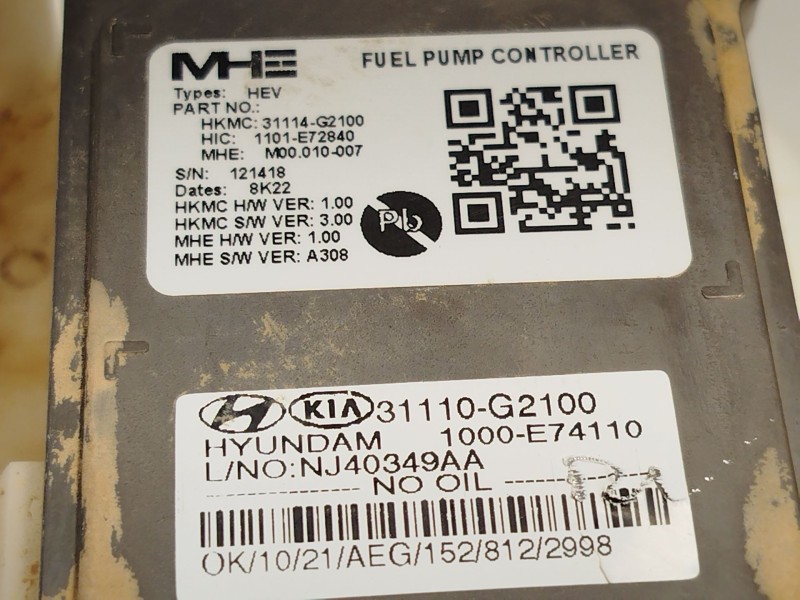 MHE FUEL PUMP CONTROLLER
Types: HEV
PART NO.:
HKMC: 31114-G2100
HIC: 1101-E72840
MHE: M00.010-007
S/N: 121418
Dates: 8K22
HKMC H/W VER: 1.00
HKMC S/W VER: 3.00
MHE H/W VER: 1.00
MHE S/W VER: A308
Pb
KIA 31110-G2100
HYUNDAM 1000-E74110
L/NO:NJ40349AA
NO OIL
OK/10/21/AEG/152/812/2998